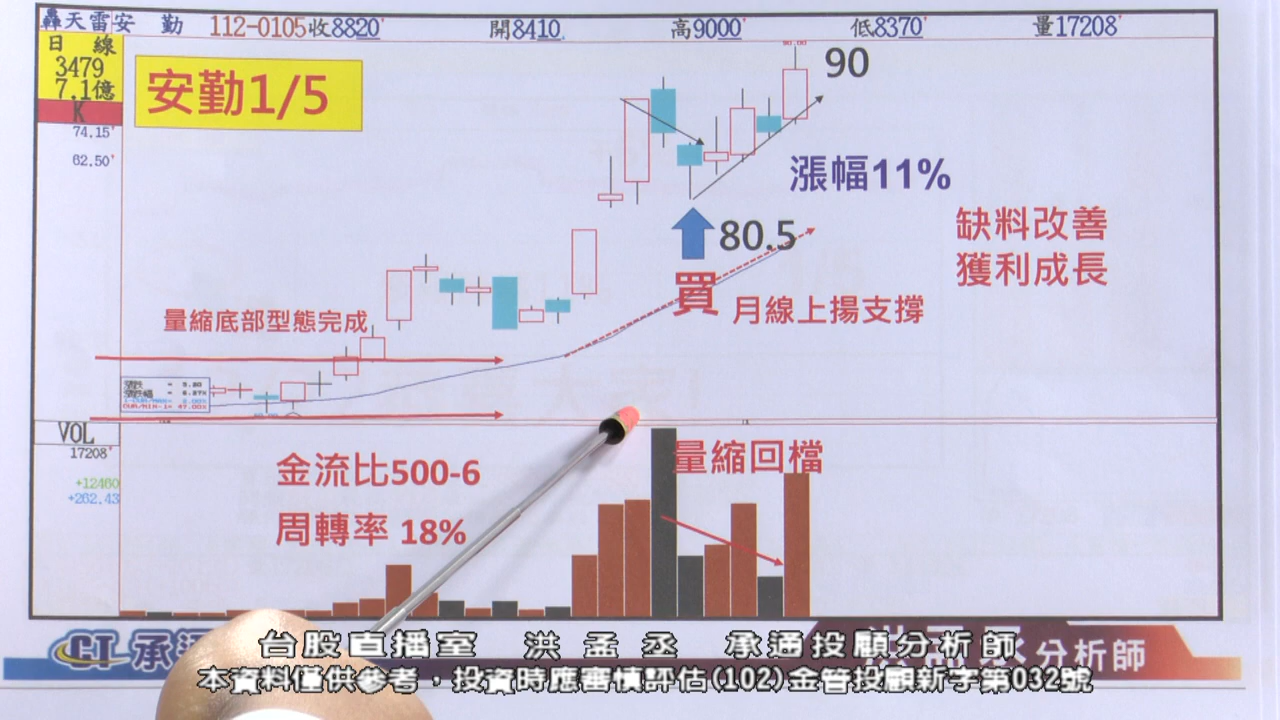 轟天雷安 勤 112-0105收8820' 開8410 高9000' 低8370' 量17208'
日 線
3479
7.1億
K
74.15'
62.50'
安勤1/5
90.00
90
漲幅11%
缺料改善
獲利成長
80.5
買
月線上揚支撐
量縮底部型態完成
VOL
17208'
+12460
+262.43
金流比500-6
周轉率 18%
量縮回檔
CI 承通
分析師
台股直播室 洪孟丞 承通投顧分析師
本資料僅供參考，投資時應審慎評估(102)金管投顧新字第032號